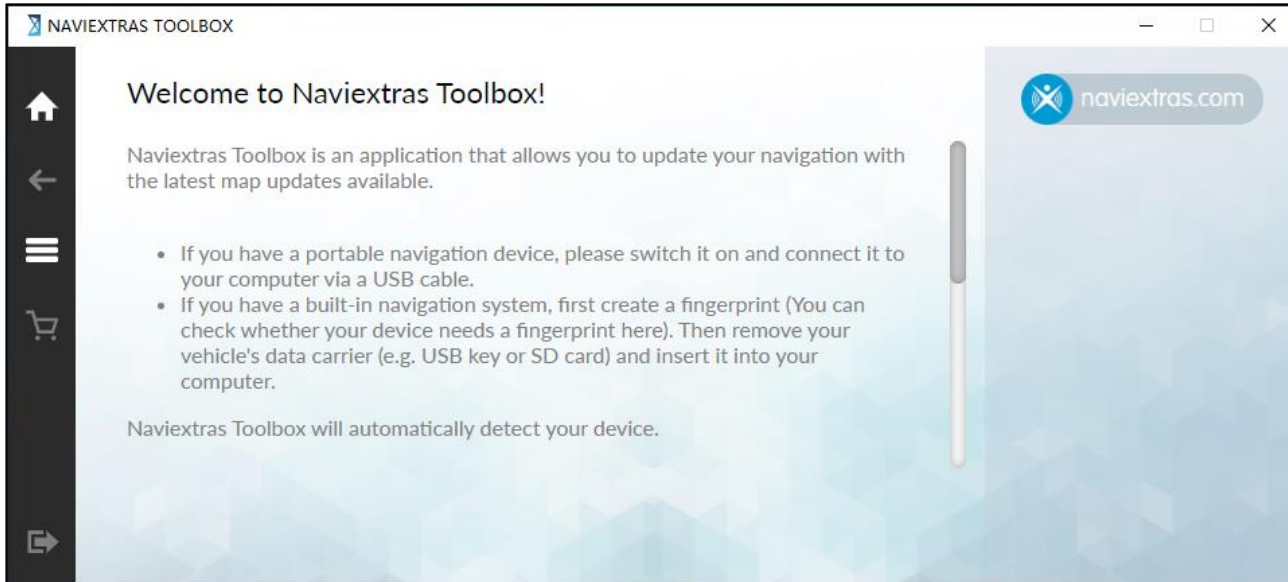 NAVIEXTRAS TOOLBOX
Welcome to Naviextras Toolbox!
naviextras.com
Naviextras Toolbox is an application that allows you to update your navigation with
the latest map updates available.
• If you have a portable navigation device, please switch it on and connect it to
your computer via a USB cable.
• If you have a built-in navigation system, first create a fingerprint (You can
check whether your device needs a fingerprint here). Then remove your
vehicle's data carrier (e.g. USB key or SD card) and insert it into your
computer.
Naviextras Toolbox will automatically detect your device.